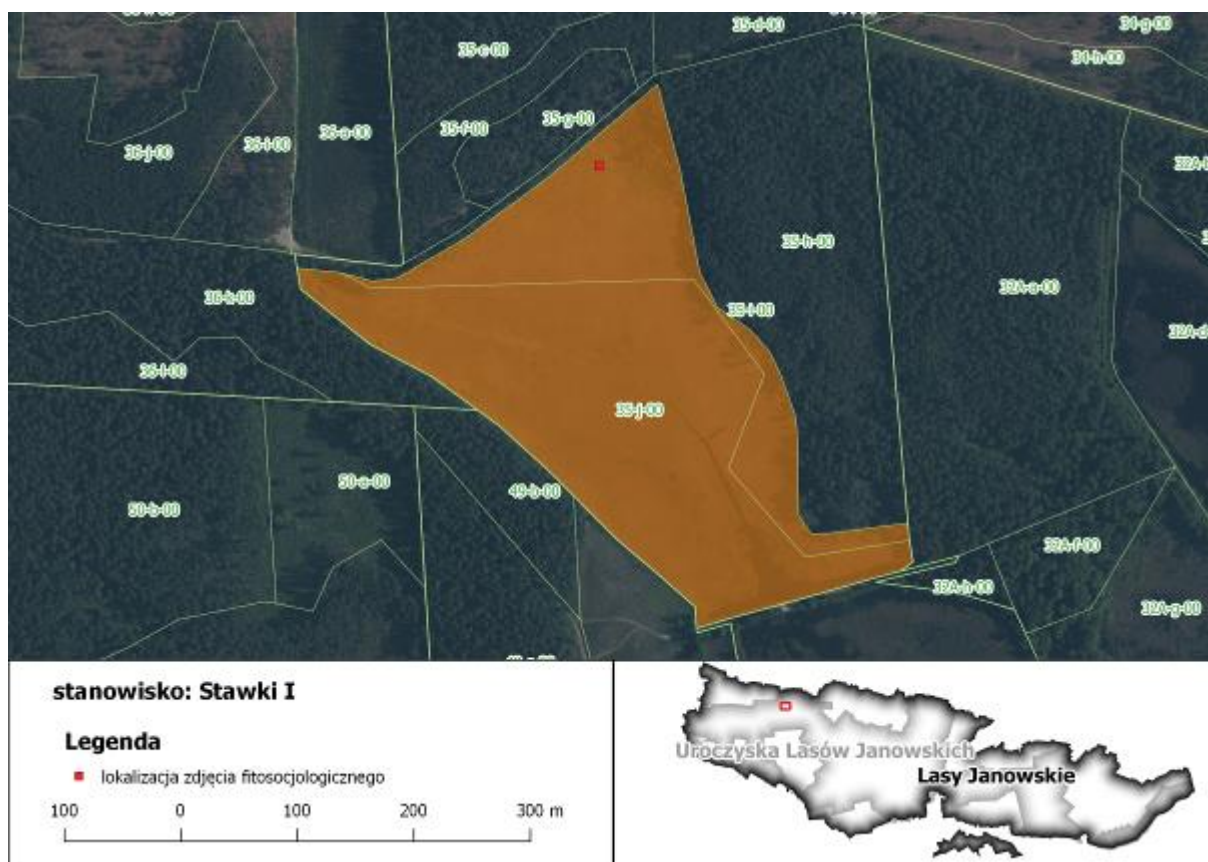 35-c-00
35-d-00
34-g-00
34-h-00
36-a-00
35-f-00
35-g-00
36-j-00
36-i-00
35-h-00
36-k-00
32A-a-00
35-i-00
36-l-00
35-j-00
50-a-00
49-b-00
50-b-00
32A-f-00
32A-h-00
32A-g-00
stanowisko: Stawki I
Legenda
lokalizacja zdjęcia fitosocjologicznego
100 0 100 200 300 m
Uroczyska Lasów Janowskich
Lasy Janowskie